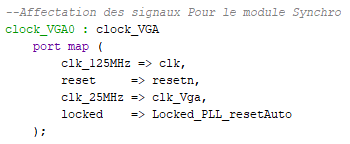 --Affectation des signaux Pour le module Synchro
clock_VGA0 : clock_VGA
port map (
clk_125MHz => clk,
reset => resetn,
clk_25MHz => clk_Vga,
locked => Locked_PLL_resetAuto
);